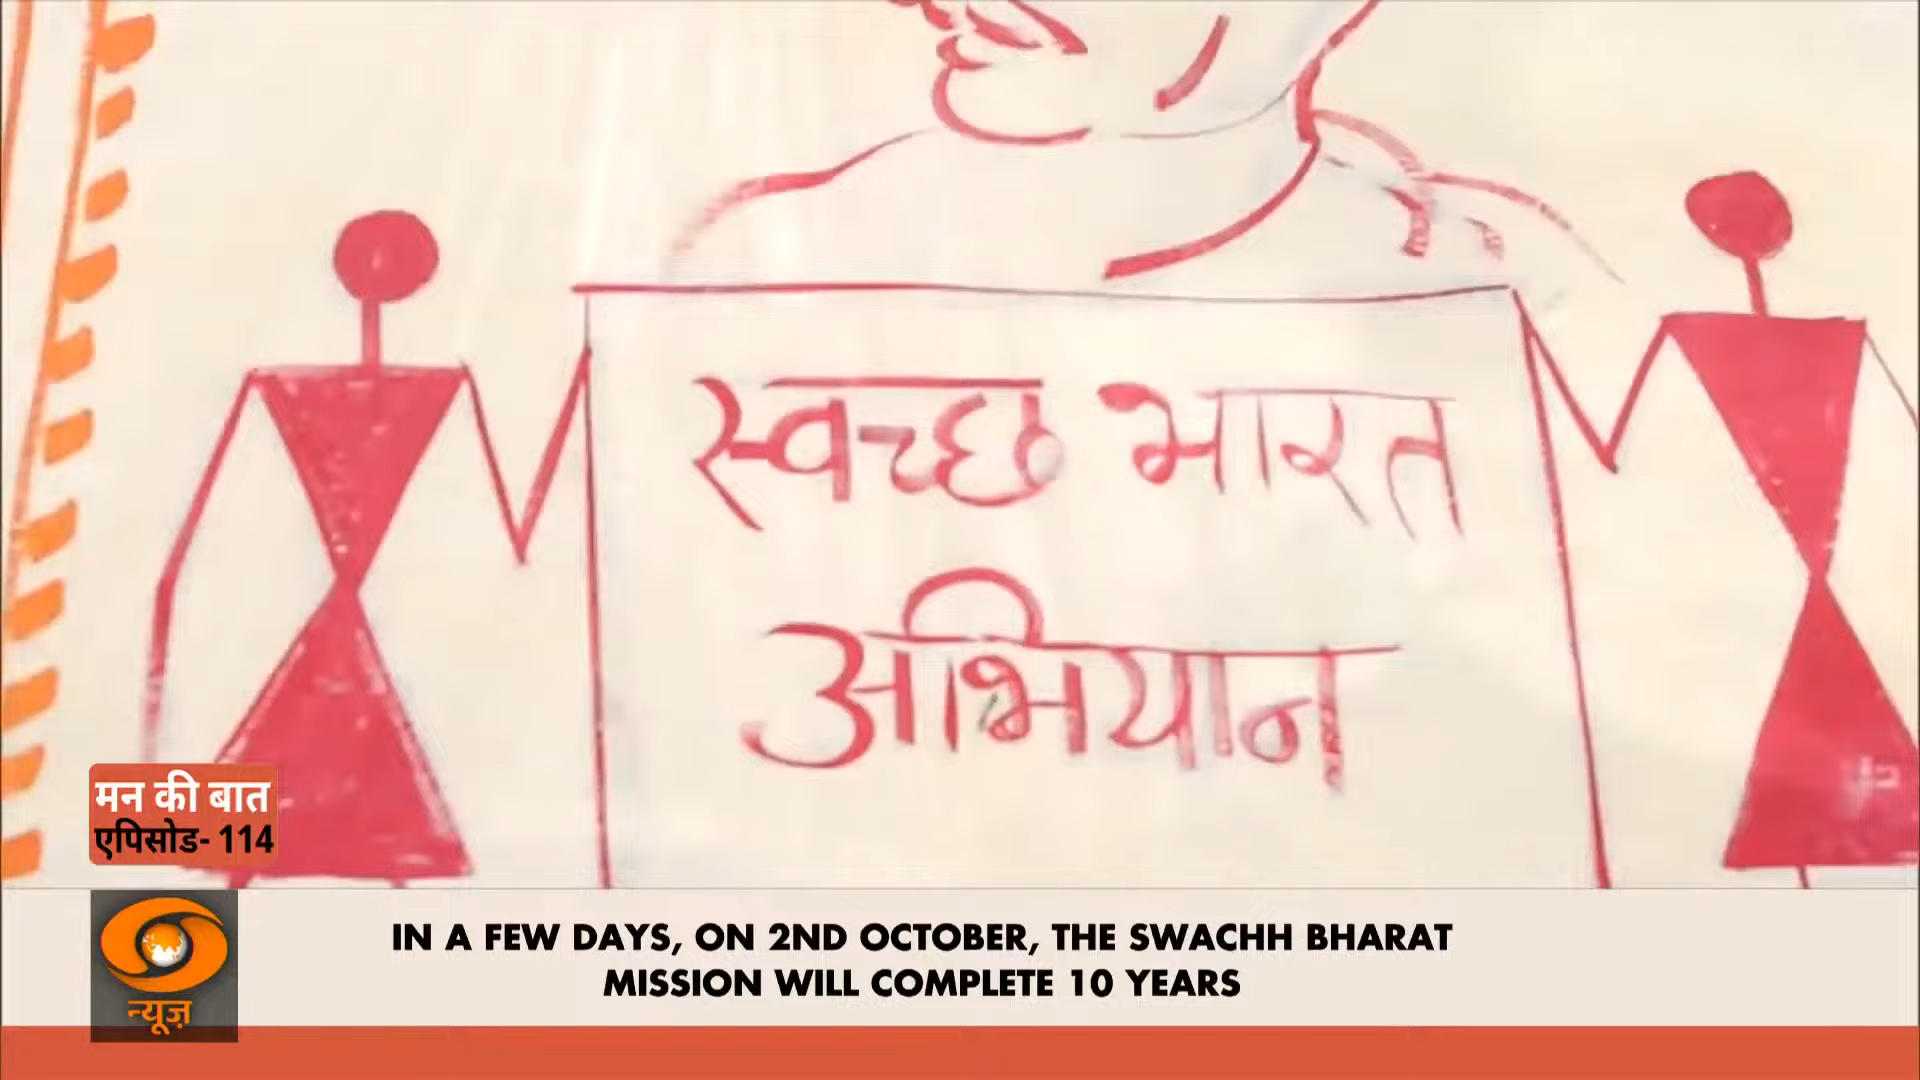 स्वच्छ भारत
अभियान
मन की बात
एपिसोड- 114
न्यूज़
IN A FEW DAYS, ON 2ND OCTOBER, THE SWACHH BHARAT
MISSION WILL COMPLETE 10 YEARS